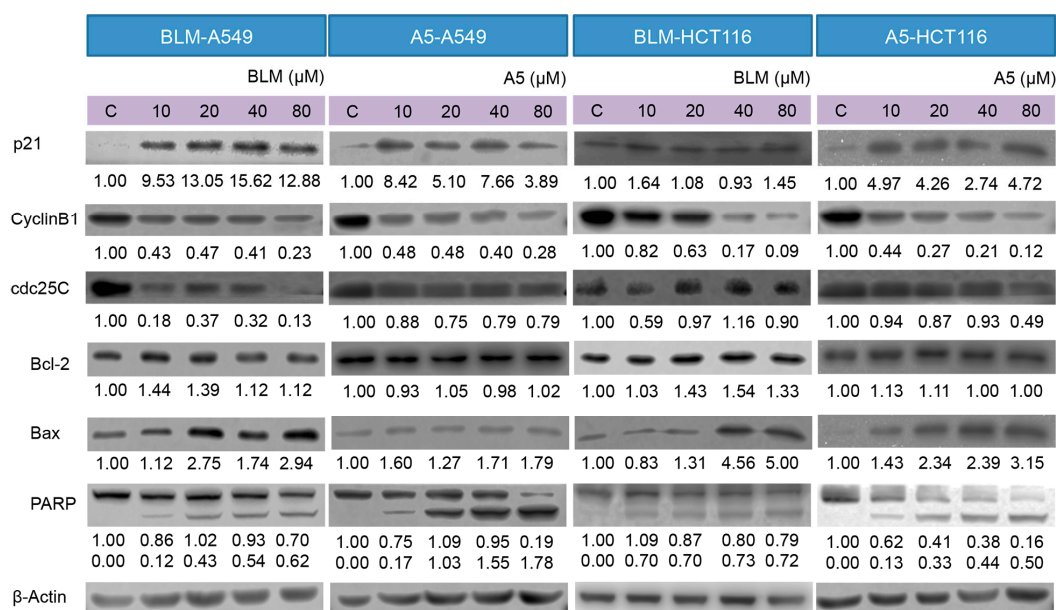 BLM-A549 A5-A549 BLM-HCT116 A5-HCT116
BLM (μM) A5 (μM) BLM (μM) A5 (μM)
C 10 20 40 80 C 10 20 40 80 C 10 20 40 80 C 10 20 40 80
p21
1.00 9.53 13.05 15.62 12.88 1.00 8.42 5.10 7.66 3.89 1.00 1.64 1.08 0.93 1.45 1.00 4.97 4.26 2.74 4.72
CyclinB1
1.00 0.43 0.47 0.41 0.23 1.00 0.48 0.48 0.40 0.28 1.00 0.82 0.63 0.17 0.09 1.00 0.44 0.27 0.21 0.12
cdc25C
1.00 0.18 0.37 0.32 0.13 1.00 0.88 0.75 0.79 0.79 1.00 0.59 0.97 1.16 0.90 1.00 0.94 0.87 0.93 0.49
Bcl-2
1.00 1.44 1.39 1.12 1.12 1.00 0.93 1.05 0.98 1.02 1.00 1.03 1.43 1.54 1.33 1.00 1.13 1.11 1.00 1.00
Bax
1.00 1.12 2.75 1.74 2.94 1.00 1.60 1.27 1.71 1.79 1.00 0.83 1.31 4.56 5.00 1.00 1.43 2.34 2.39 3.15
PARP
1.00 0.86 1.02 0.93 0.70 1.00 0.75 1.09 0.95 0.19 1.00 1.09 0.87 0.80 0.79 1.00 0.62 0.41 0.38 0.16
0.00 0.12 0.43 0.54 0.62 0.00 0.17 1.03 1.55 1.78 0.00 0.70 0.70 0.73 0.72 0.00 0.13 0.33 0.44 0.50
β-Actin